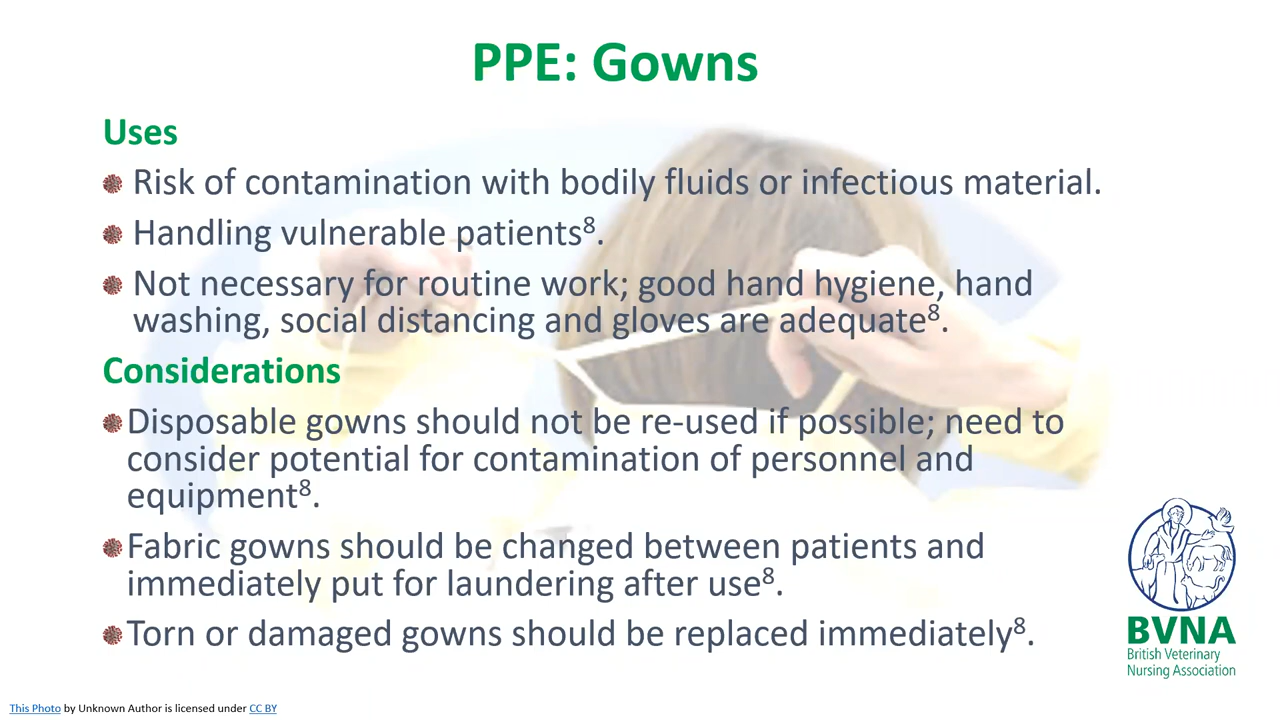 PPE: Gowns
Uses
Risk of contamination with bodily fluids or infectious material.
Handling vulnerable patients⁸.
Not necessary for routine work; good hand hygiene, hand
washing, social distancing and gloves are adequate⁸.
Considerations
Disposable gowns should not be re-used if possible; need to
consider potential for contamination of personnel and
equipment⁸.
Fabric gowns should be changed between patients and
immediately put for laundering after use⁸.
Torn or damaged gowns should be replaced immediately⁸.
BVNA
British Veterinary
Nursing Association
This Photo by Unknown Author is licensed under CC BY